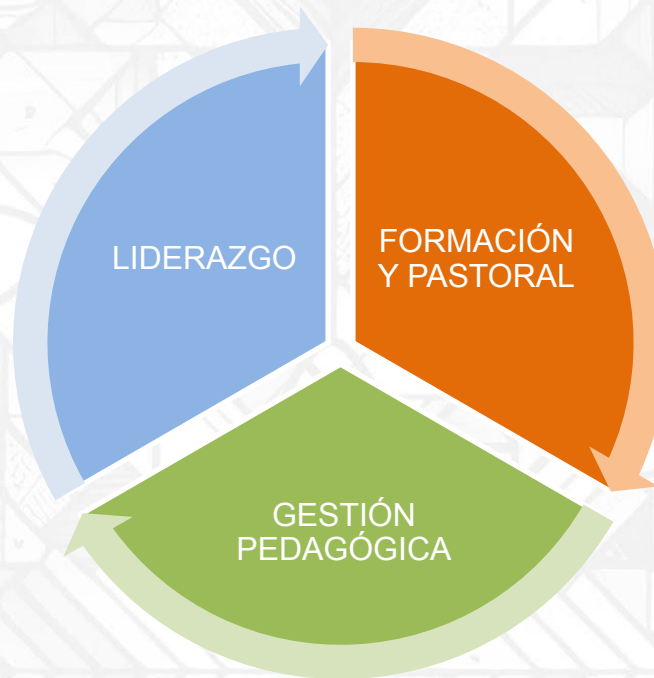 LIDERAZGO
FORMACIÓN
Y PASTORAL
GESTIÓN
PEDAGÓGICA